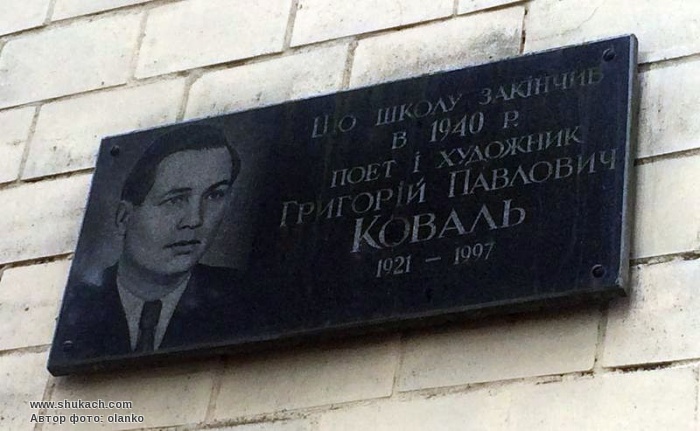 Цю школу закінчив
в 1940 р.
поет і художник
Григорій Павлович
Коваль
1921 – 1997
www.shukach.com
Автор фото: olanko